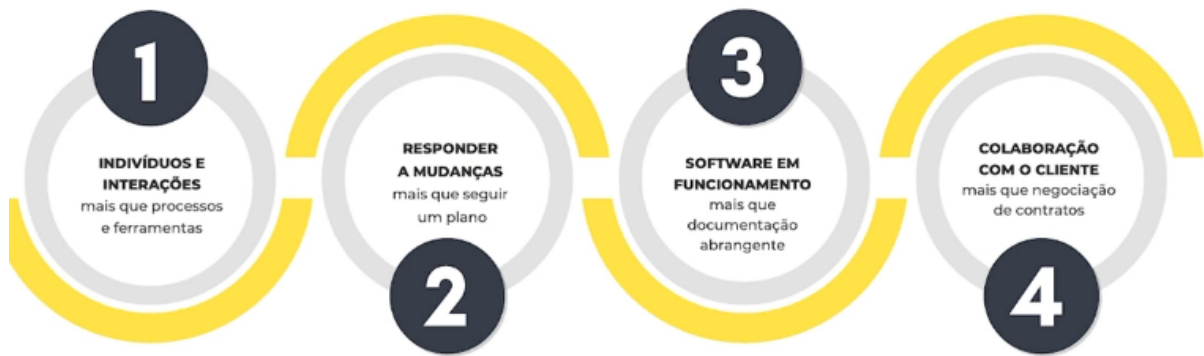 1
INDIVÍDUOS E
INTERAÇÕES
mais que processos
e ferramentas
RESPONDER
A MUDANÇAS
mais que seguir
um plano
2
3
SOFTWARE EM
FUNCIONAMENTO
mais que
documentação
abrangente
COLABORAÇÃO
COM O CLIENTE
mais que negociação
de contratos
4